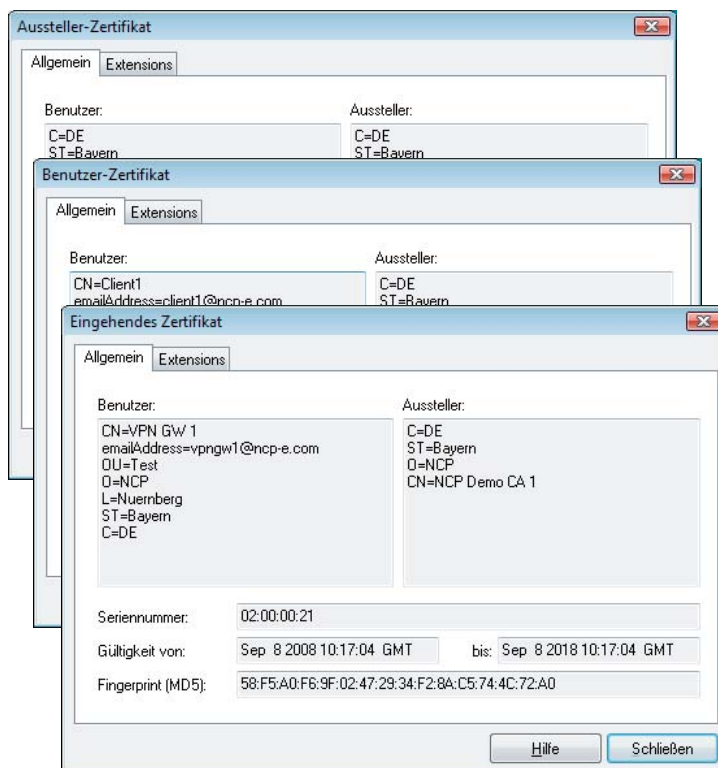 Aussteller-Zertifikat
Allgemein Extensions
Benutzer: Aussteller:
C=DE C=DE
ST=Bayern ST=Bayern
Benutzer-Zertifikat
Allgemein Extensions
Benutzer: Aussteller:
CN=Client1 C=DE
emailAddress=client1@ncp-e.com ST=Bayern
Eingehendes Zertifikat
Allgemein Extensions
Benutzer: Aussteller:
CN=VPN GW 1 C=DE
emailAddress=vpngw1@ncp-e.com ST=Bayern
OU=Test O=NCP
O=NCP CN=NCP Demo CA 1
L=Nuernberg
ST=Bayern
C=DE
Seriennummer: 02:00:00:21
Gültigkeit von: Sep 8 2008 10:17:04 GMT bis: Sep 8 2018 10:17:04 GMT
Fingerprint (MD5): 58:F5:A0:F6:9F:02:47:29:34:F2:8A:C5:74:4C:72:A0
Hilfe Schließen